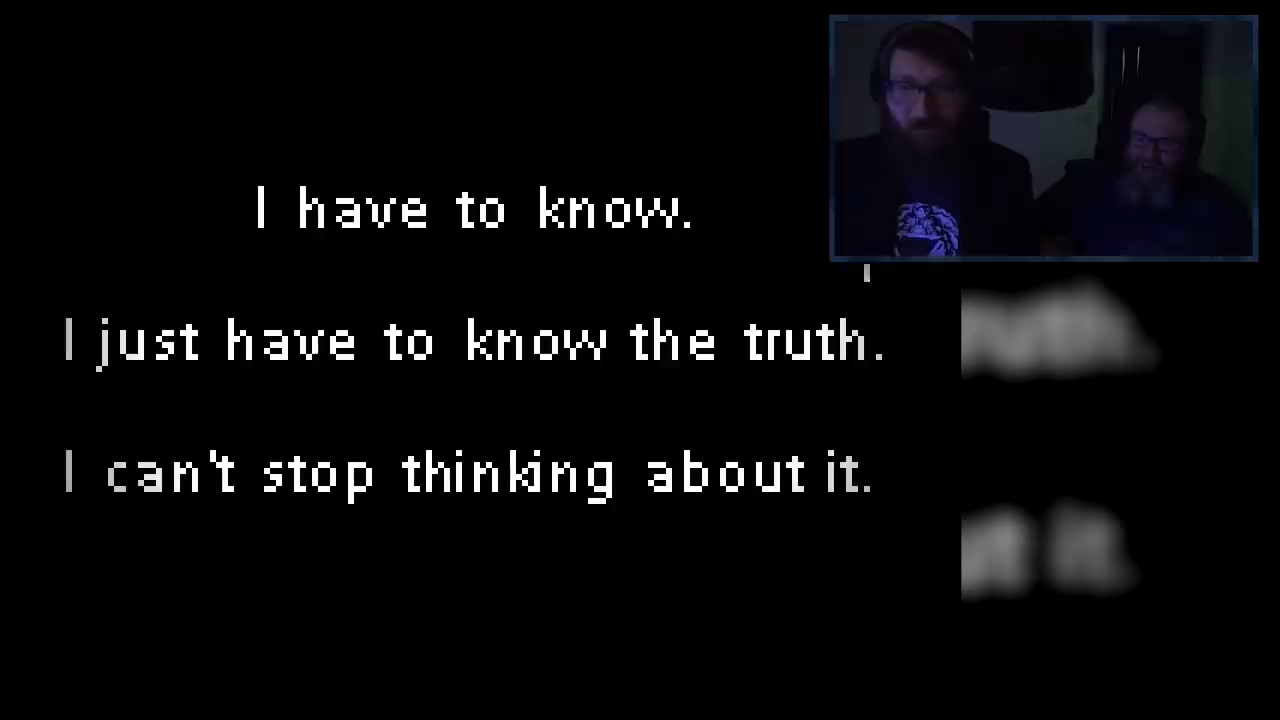 I have to know.
I just have to know the truth.
I can't stop thinking about it.